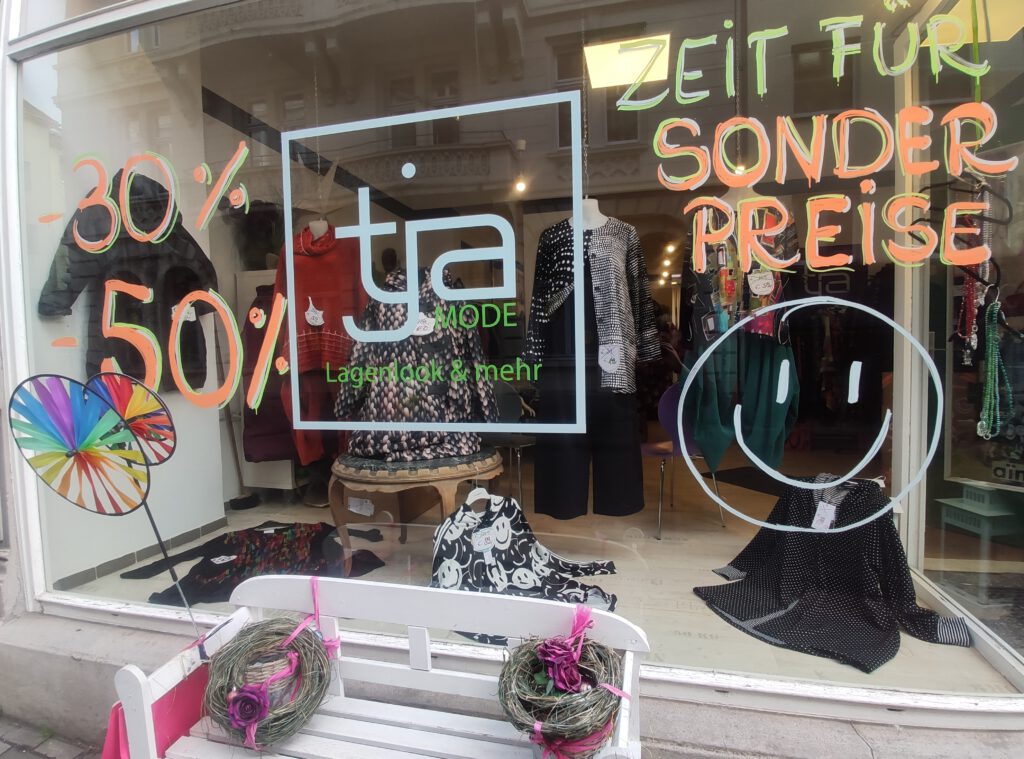 ZEIT FÜR
SONDER
PREISE
-30%
-50%
tja
MODE
Lagenlook & mehr